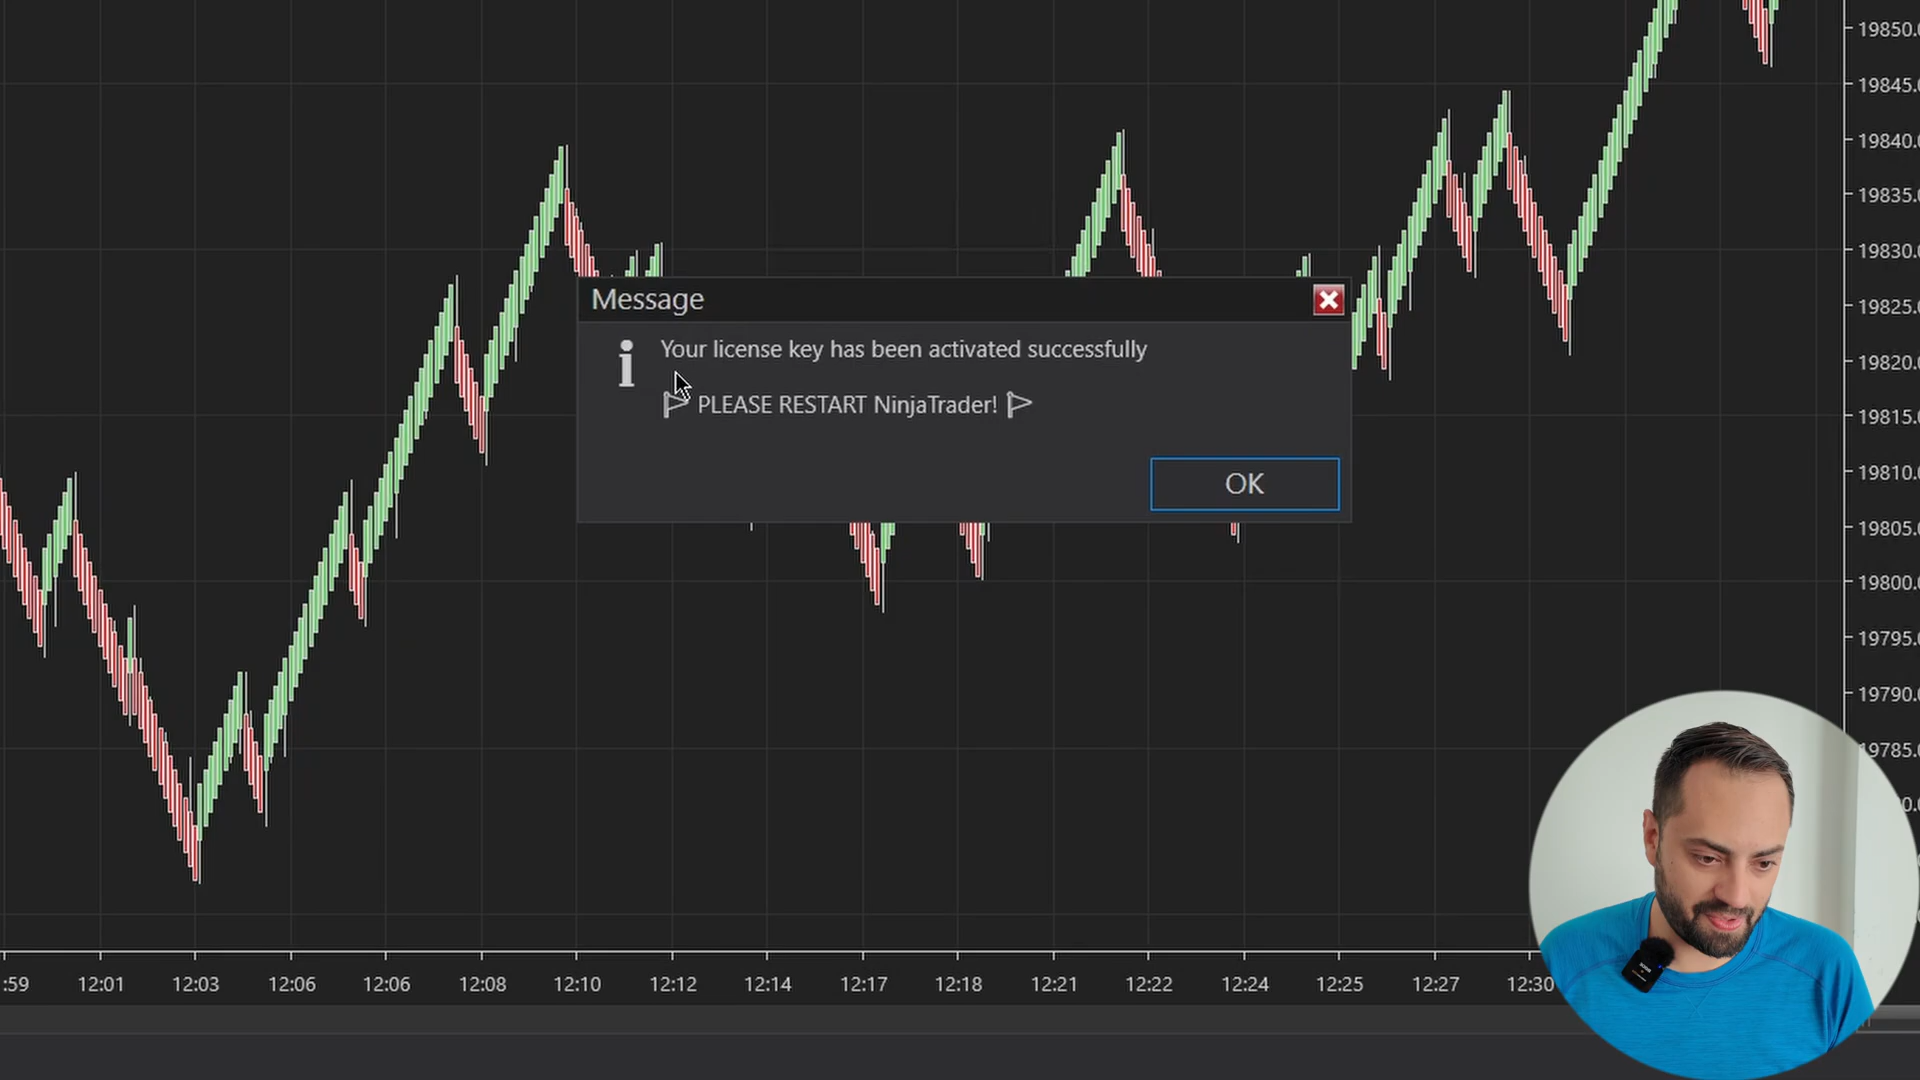 Message
Your license key has been activated successfully
PLEASE RESTART NinjaTrader!
OK
19850.
19845.
19840.
19835.
19830.
19825.
19820.
19815.
19810.
19805.
19800.
19795.
19790.
19785.
:59 12:01 12:03 12:06 12:06 12:08 12:10 12:12 12:14 12:17 12:18 12:21 12:22 12:24 12:25 12:27 12:30